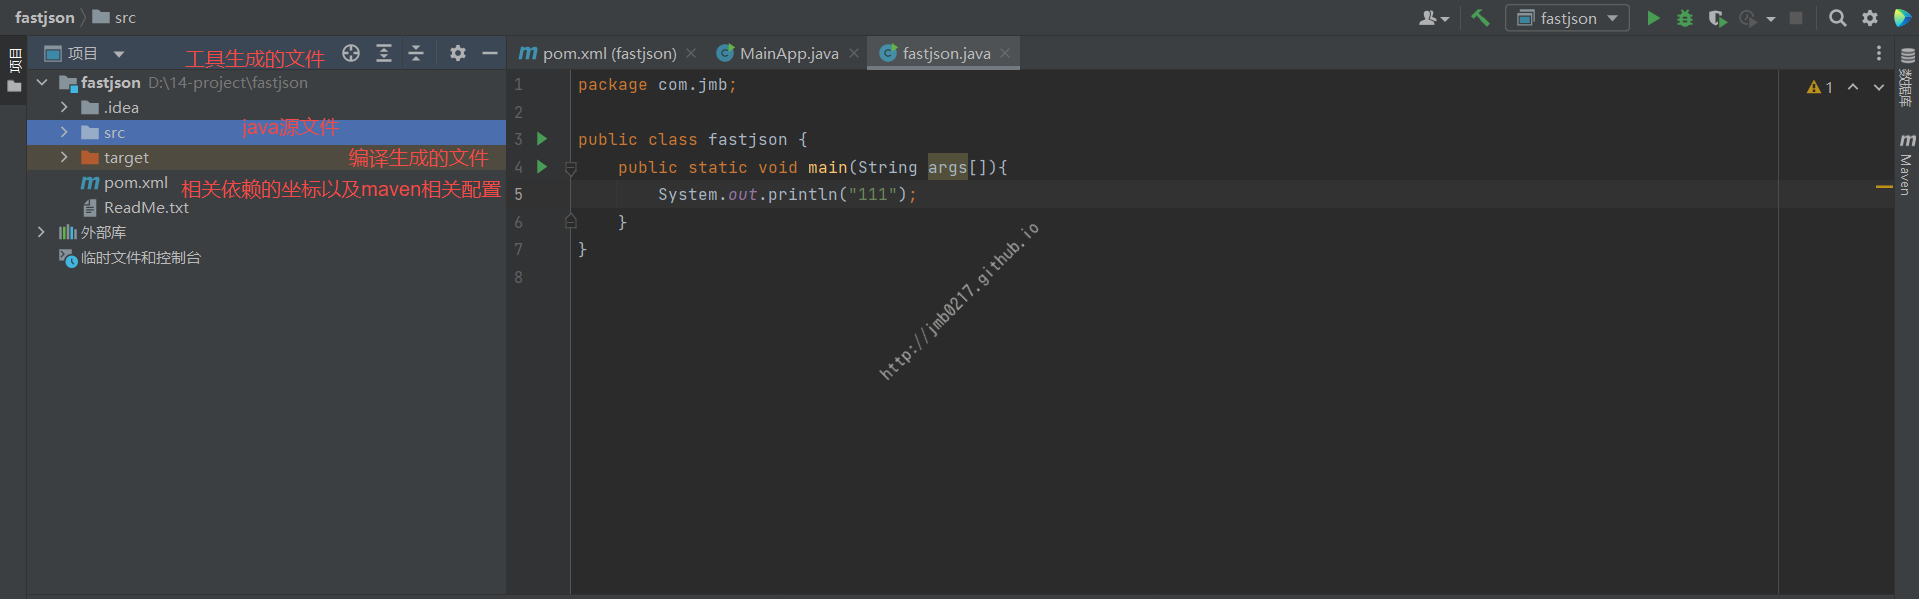 fastjson src
fastjson
项目
项目
工具生成的文件
pom.xml (fastjson)
MainApp.java
fastjson.java
fastjson D:\14-project\fastjson
.idea
src
java源文件
target
编译生成的文件
pom.xml
相关依赖的坐标以及maven相关配置
ReadMe.txt
外部库
临时文件和控制台
1 package com.jmb;
2
3 public class fastjson {
4 public static void main(String args[]){
5 System.out.println("111");
6 }
7 }
8
1
http://jmb0217.github.io
数据库
m Maven